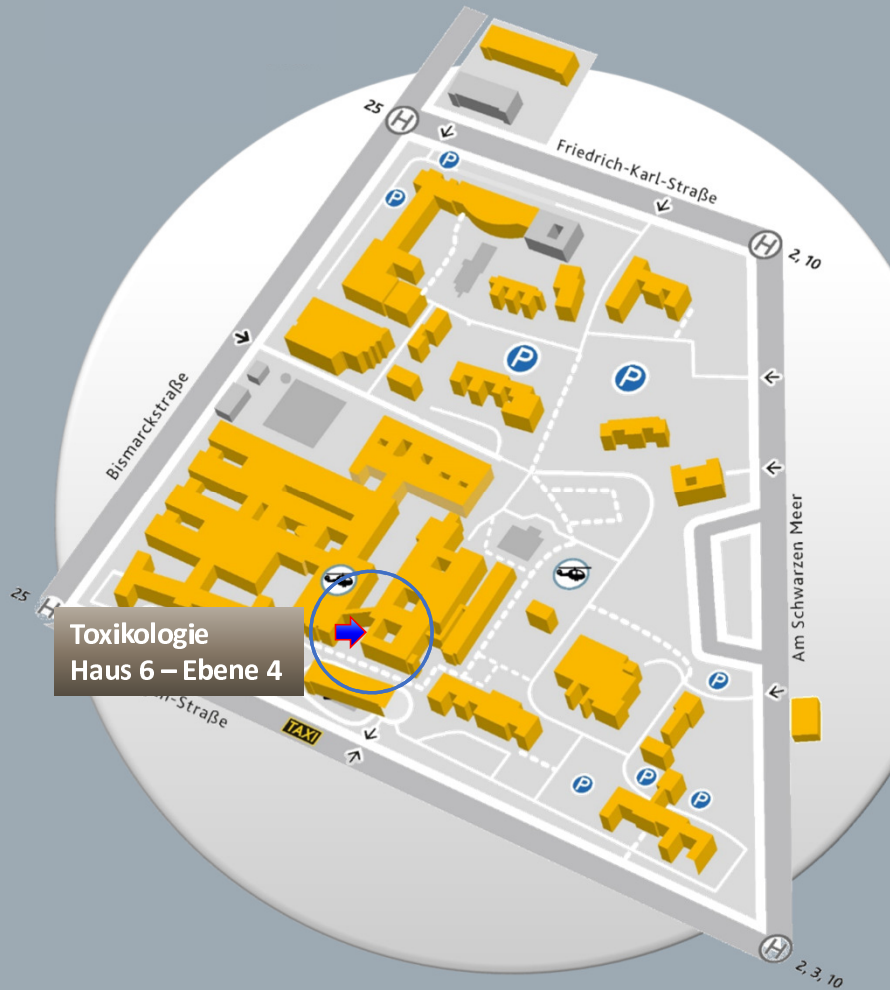 25
H
P
Friedrich-Karl-Straße
P
H
2, 10
P
P
Bismarckstraße
Am Schwarzen Meer
25
H
Toxikologie
Haus 6 – Ebene 4
-Straße
P
TAXI
P
P
P
H
2, 3, 10